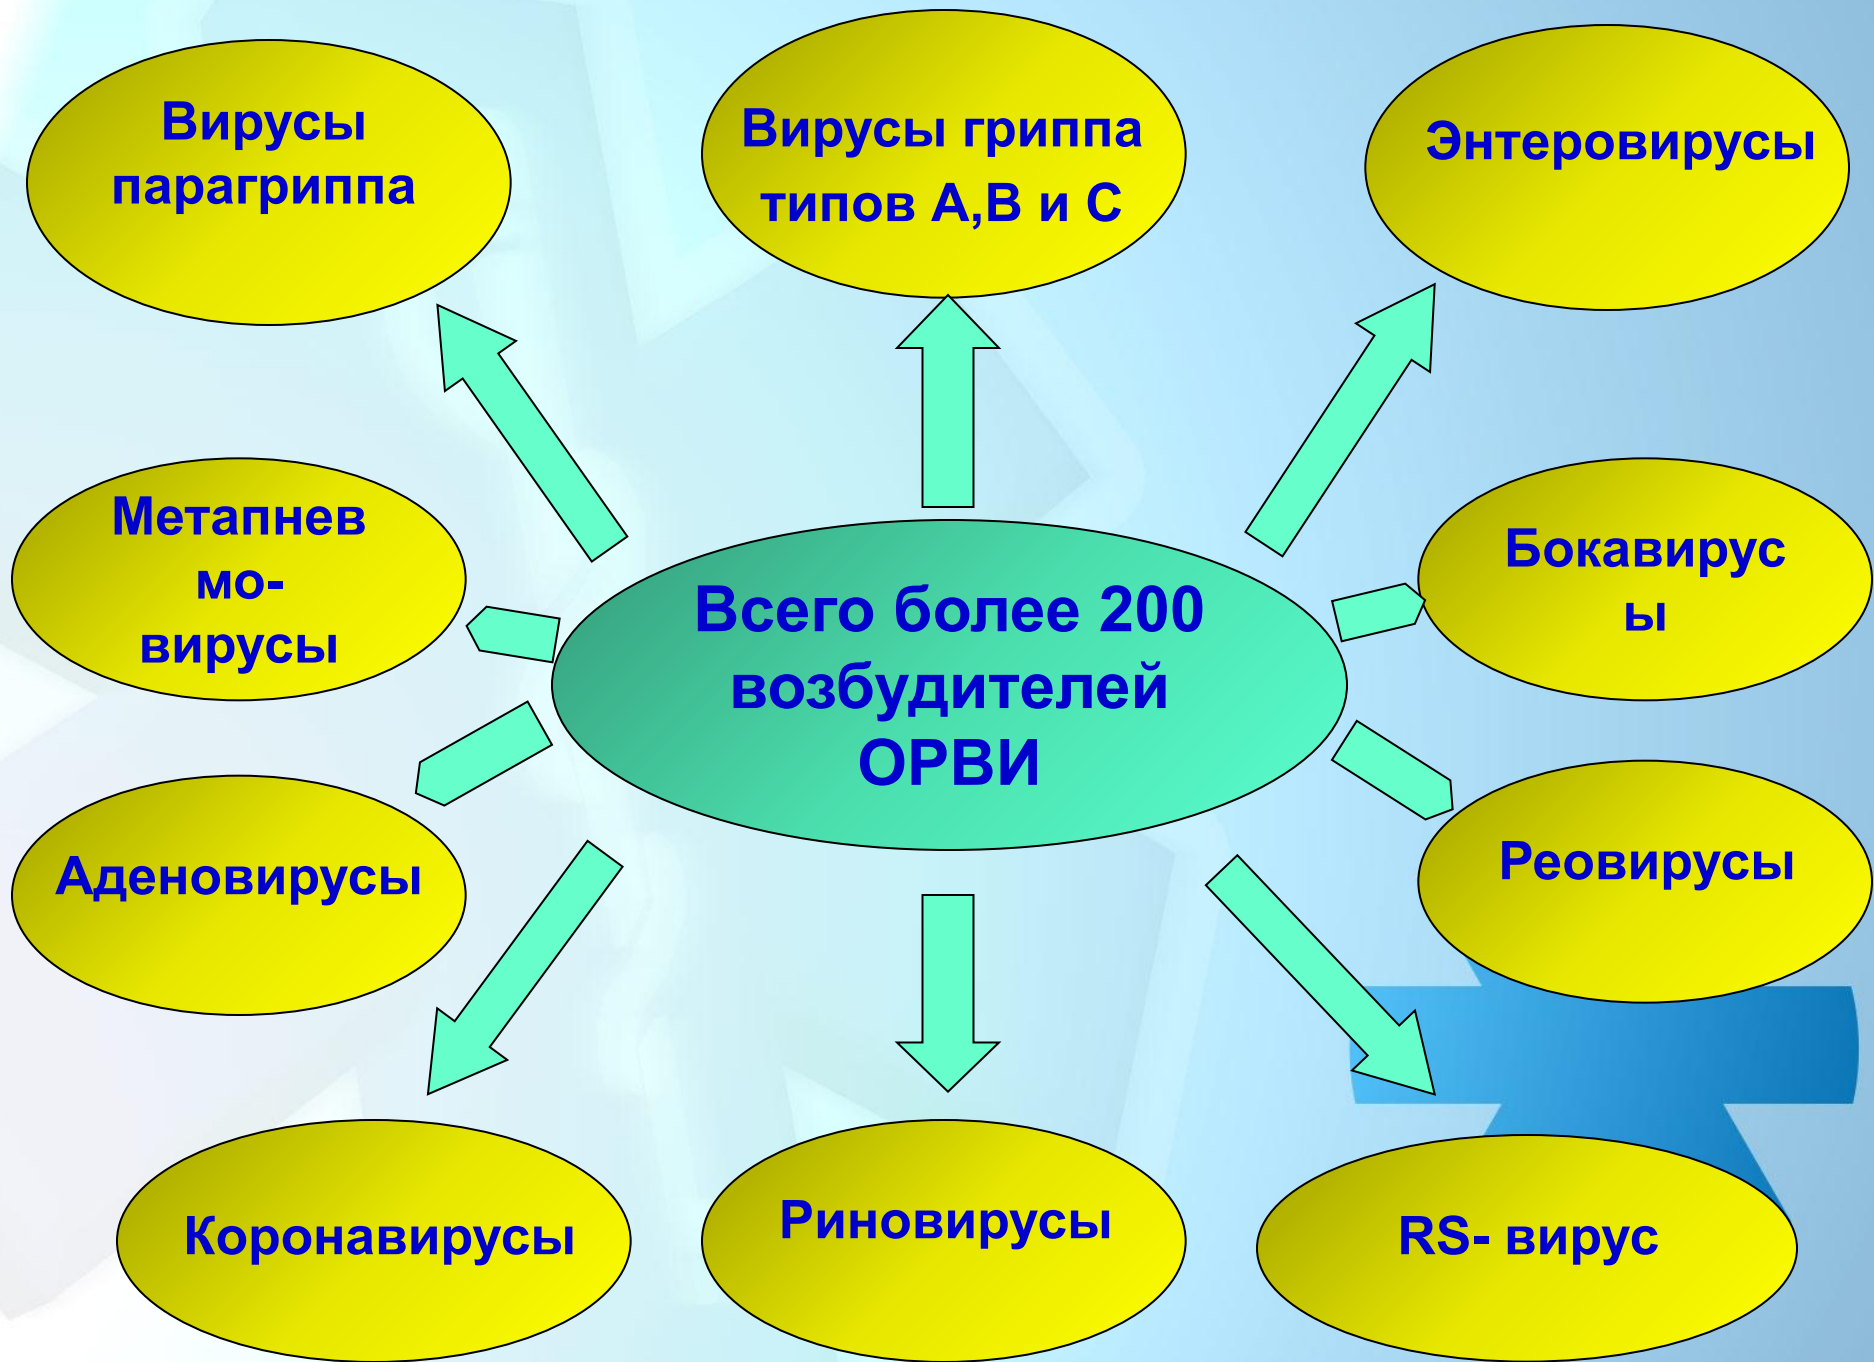 Вирусы
парагриппа
Вирусы гриппа
типов А,В и С
Энтеровирусы
Метапнев
мо-
вирусы
Всего более 200
возбудителей
ОРВИ
Бокавирус
ы
Аденовирусы
Реовирусы
Коронавирусы
Риновирусы
RS- вирус